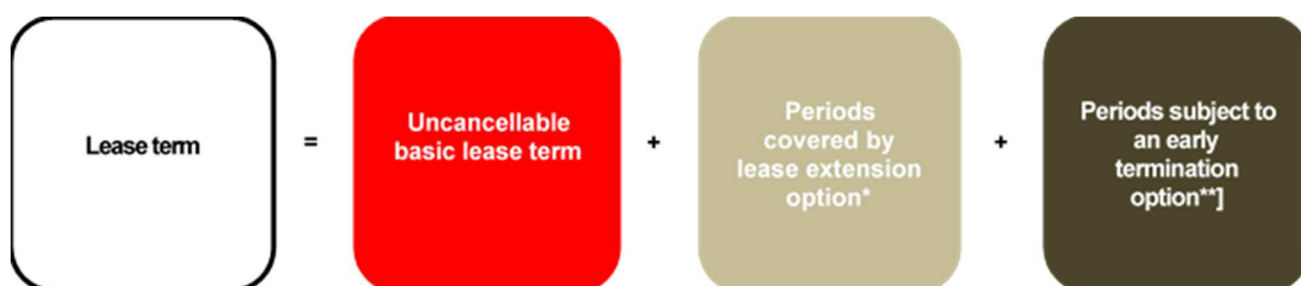 Lease term
=
Uncancellable
basic lease term
+
Periods
covered by
lease extension
option*
+
Periods subject to
an early
termination
option**]